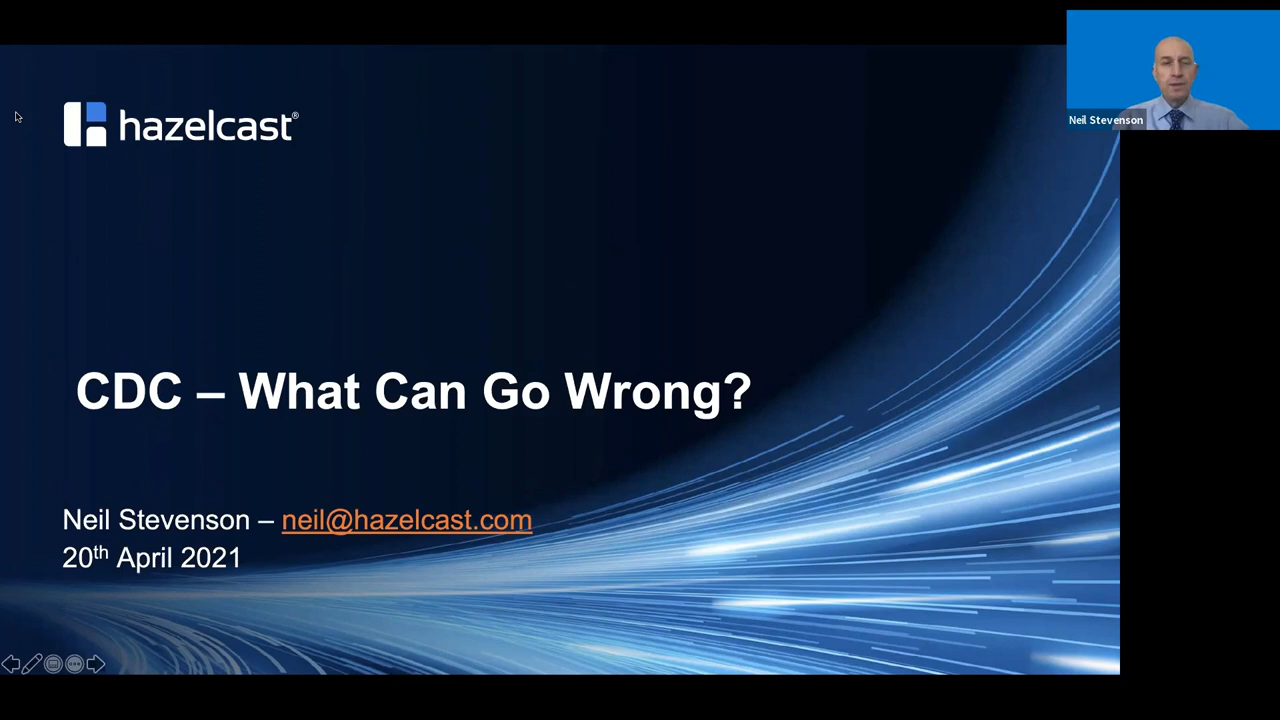 hazelcast®
Neil Stevenson
CDC – What Can Go Wrong?
Neil Stevenson – neil@hazelcast.com
20th April 2021